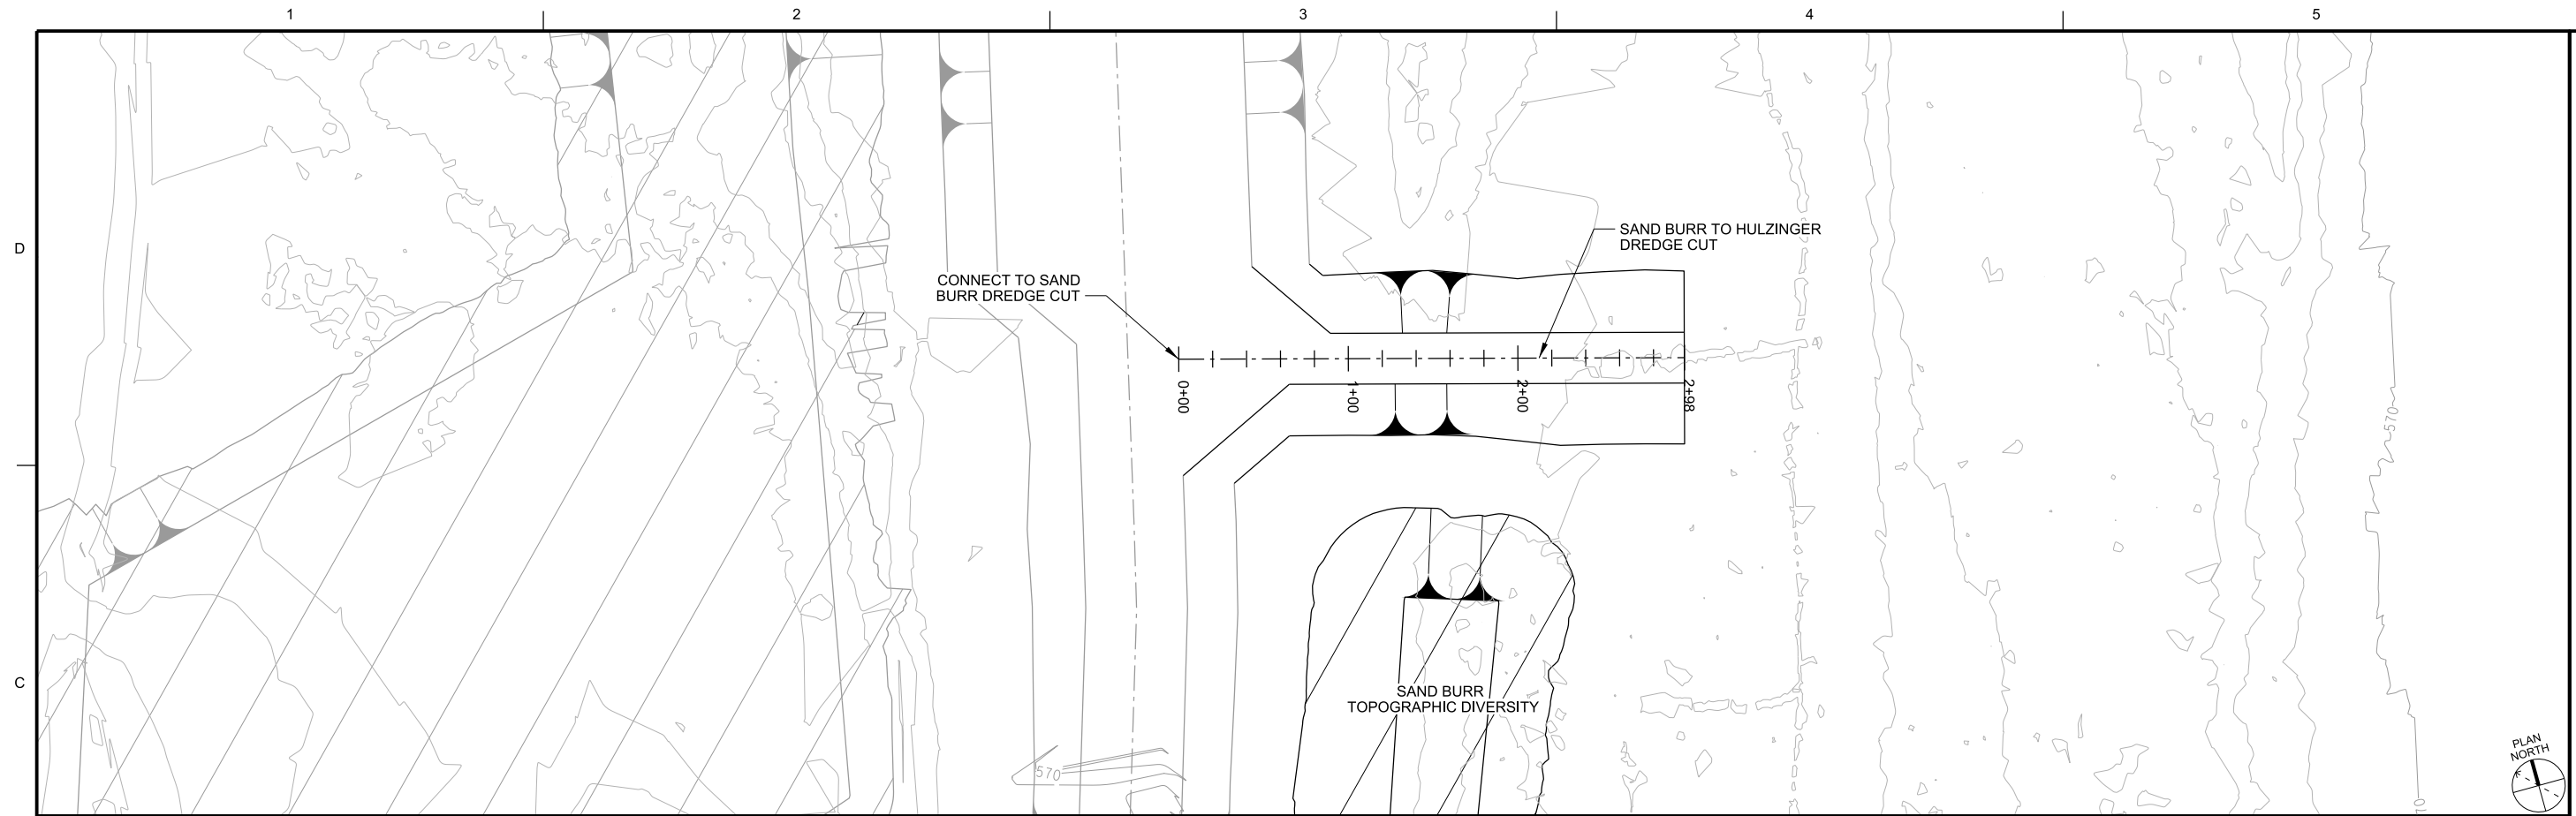 1
2
3
4
5
D
C
SAND BURR TO HULZINGER
DREDGE CUT
CONNECT TO SAND
BURR DREDGE CUT
0+00
1+00
2+00
2+98
570
SAND BURR
TOPOGRAPHIC DIVERSITY
570
PLAN
NORTH